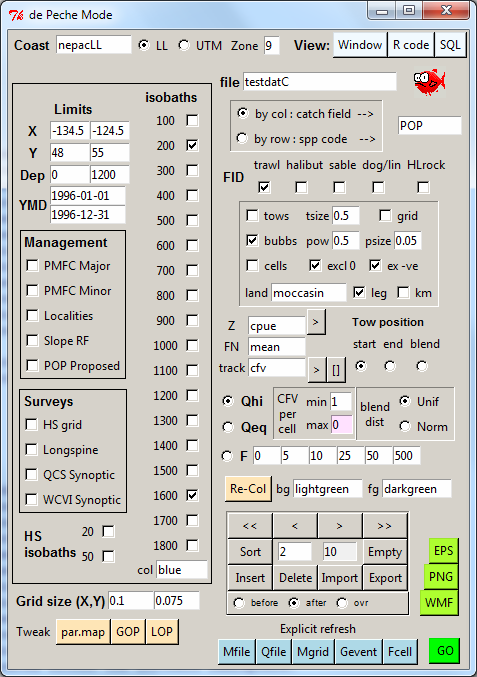 de Peche Mode
Coast nepacLL LL UTM Zone 9 View: Window R code SQL
file testdatC
Limits
X -134.5 -124.5
Y 48 55
Dep 0 1200
YMD 1996-01-01
1996-12-31
Management
PMFC Major
PMFC Minor
Localities
Slope RF
POP Proposed
Surveys
HS grid
Longspine
QCS Synoptic
WCVI Synoptic
HS isobaths
20
50
isobaths
100
200
300
400
500
600
700
800
900
1000
1100
1200
1300
1400
1500
1600
1700
1800
col blue
Grid size (X,Y) 0.1 0.075
Tweak par.map GOP LOP
by col : catch field -->
by row : spp code -->
POP
FID
trawl halibut sable dog/lin HLrock
tows tsize 0.5 grid
bubbs pow 0.5 psize 0.05
cells excl 0 ex -ve
land moccasin leg km
Z cpue >
FN mean
track cfv > []
Tow position
start end blend
Qhi
Qeq
CFV per cell
min 1
max 0
blend dist
Unif
Norm
F 0 5 10 25 50 500
Re-Col bg lightgreen fg darkgreen
<< < > >>
Sort 2 10 Empty
Insert Delete Import Export
before after ovr
EPS
PNG
WMF
Explicit refresh
Mfile Qfile Mgrid Gevent Fcell GO